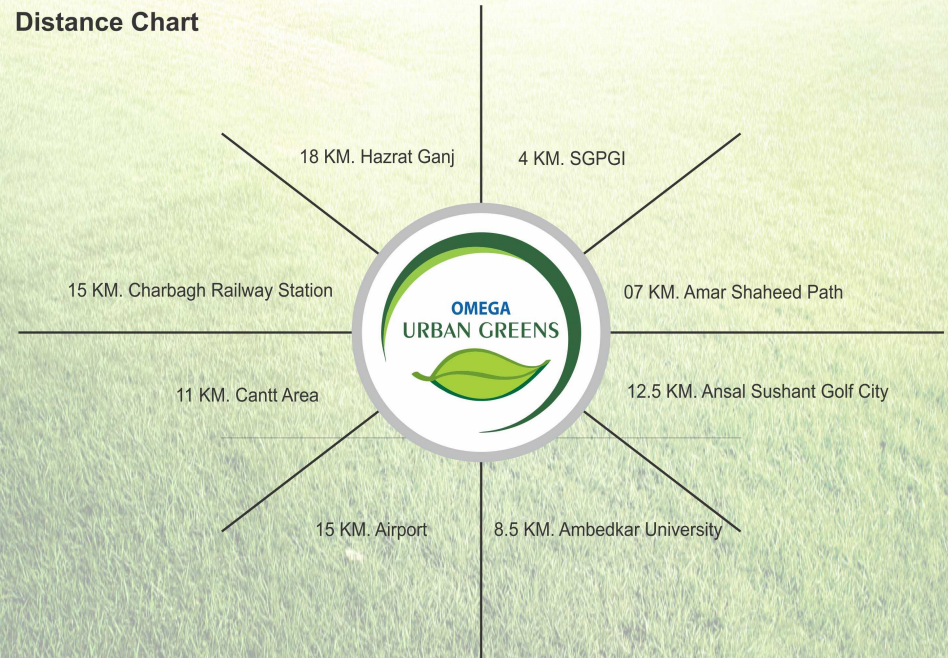 Distance Chart
18 KM. Hazrat Ganj
4 KM. SGPGI
15 KM. Charbagh Railway Station
07 KM. Amar Shaheed Path
OMEGA
URBAN GREENS
11 KM. Cantt Area
12.5 KM. Ansal Sushant Golf City
15 KM. Airport
8.5 KM. Ambedkar University